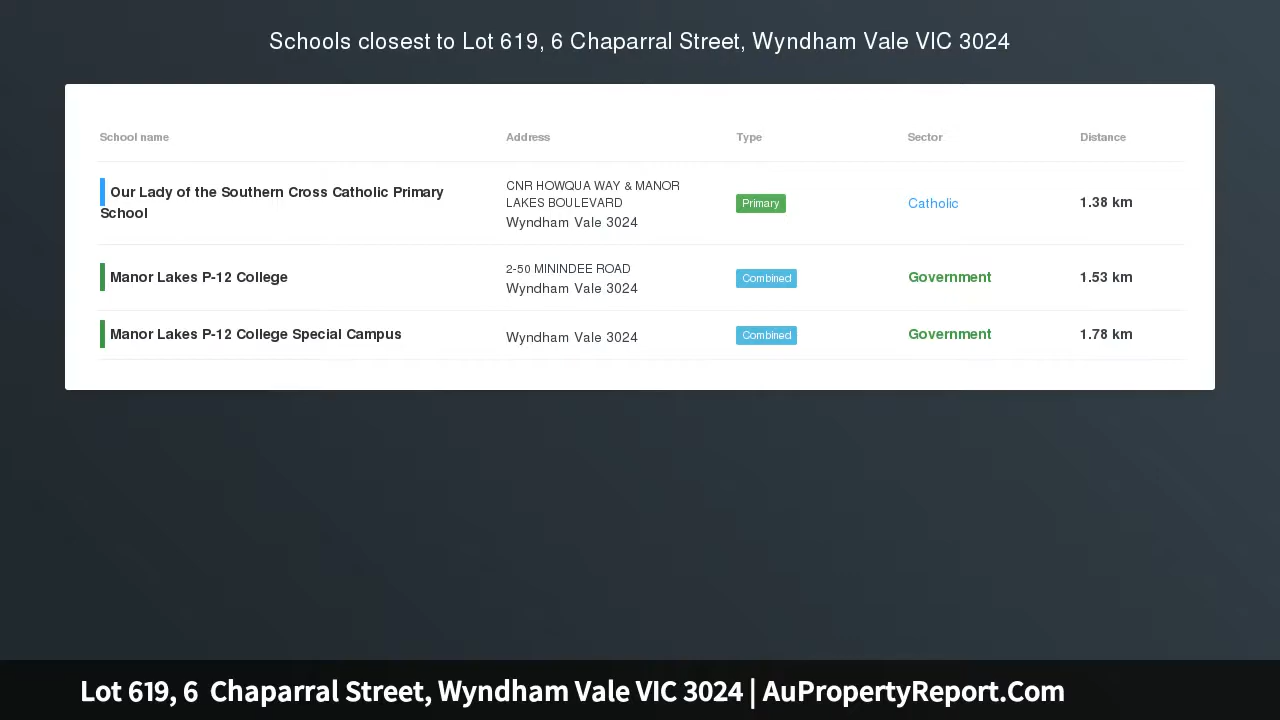 Schools closest to Lot 619, 6 Chaparral Street, Wyndham Vale VIC 3024
School name Address Type Sector Distance
Our Lady of the Southern Cross Catholic Primary
School
CNR HOWQUA WAY & MANOR
LAKES BOULEVARD
Wyndham Vale 3024
Primary
Catholic
1.38 km
Manor Lakes P-12 College
2-50 MININDEE ROAD
Wyndham Vale 3024
Combined
Government
1.53 km
Manor Lakes P-12 College Special Campus
Wyndham Vale 3024
Combined
Government
1.78 km
Lot 619, 6 Chaparral Street, Wyndham Vale VIC 3024 | AuPropertyReport.Com